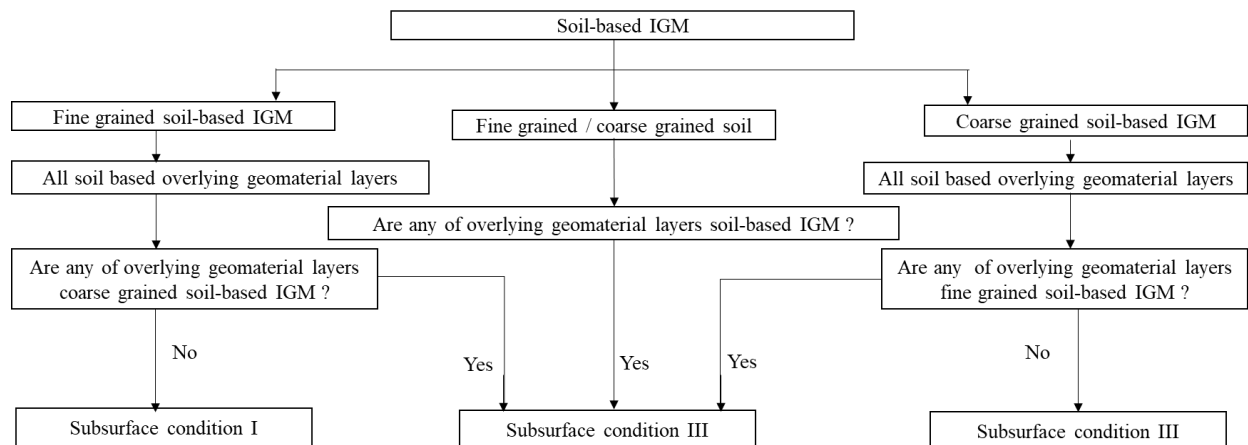 Soil-based IGM
Fine grained soil-based IGM
Fine grained / coarse grained soil
Coarse grained soil-based IGM
All soil based overlying geomaterial layers
All soil based overlying geomaterial layers
Are any of overlying geomaterial layers soil-based IGM ?
Are any of overlying geomaterial layers
coarse grained soil-based IGM ?
Are any of overlying geomaterial layers
fine grained soil-based IGM ?
No
Yes
Yes
No
Subsurface condition I
Subsurface condition III
Subsurface condition III